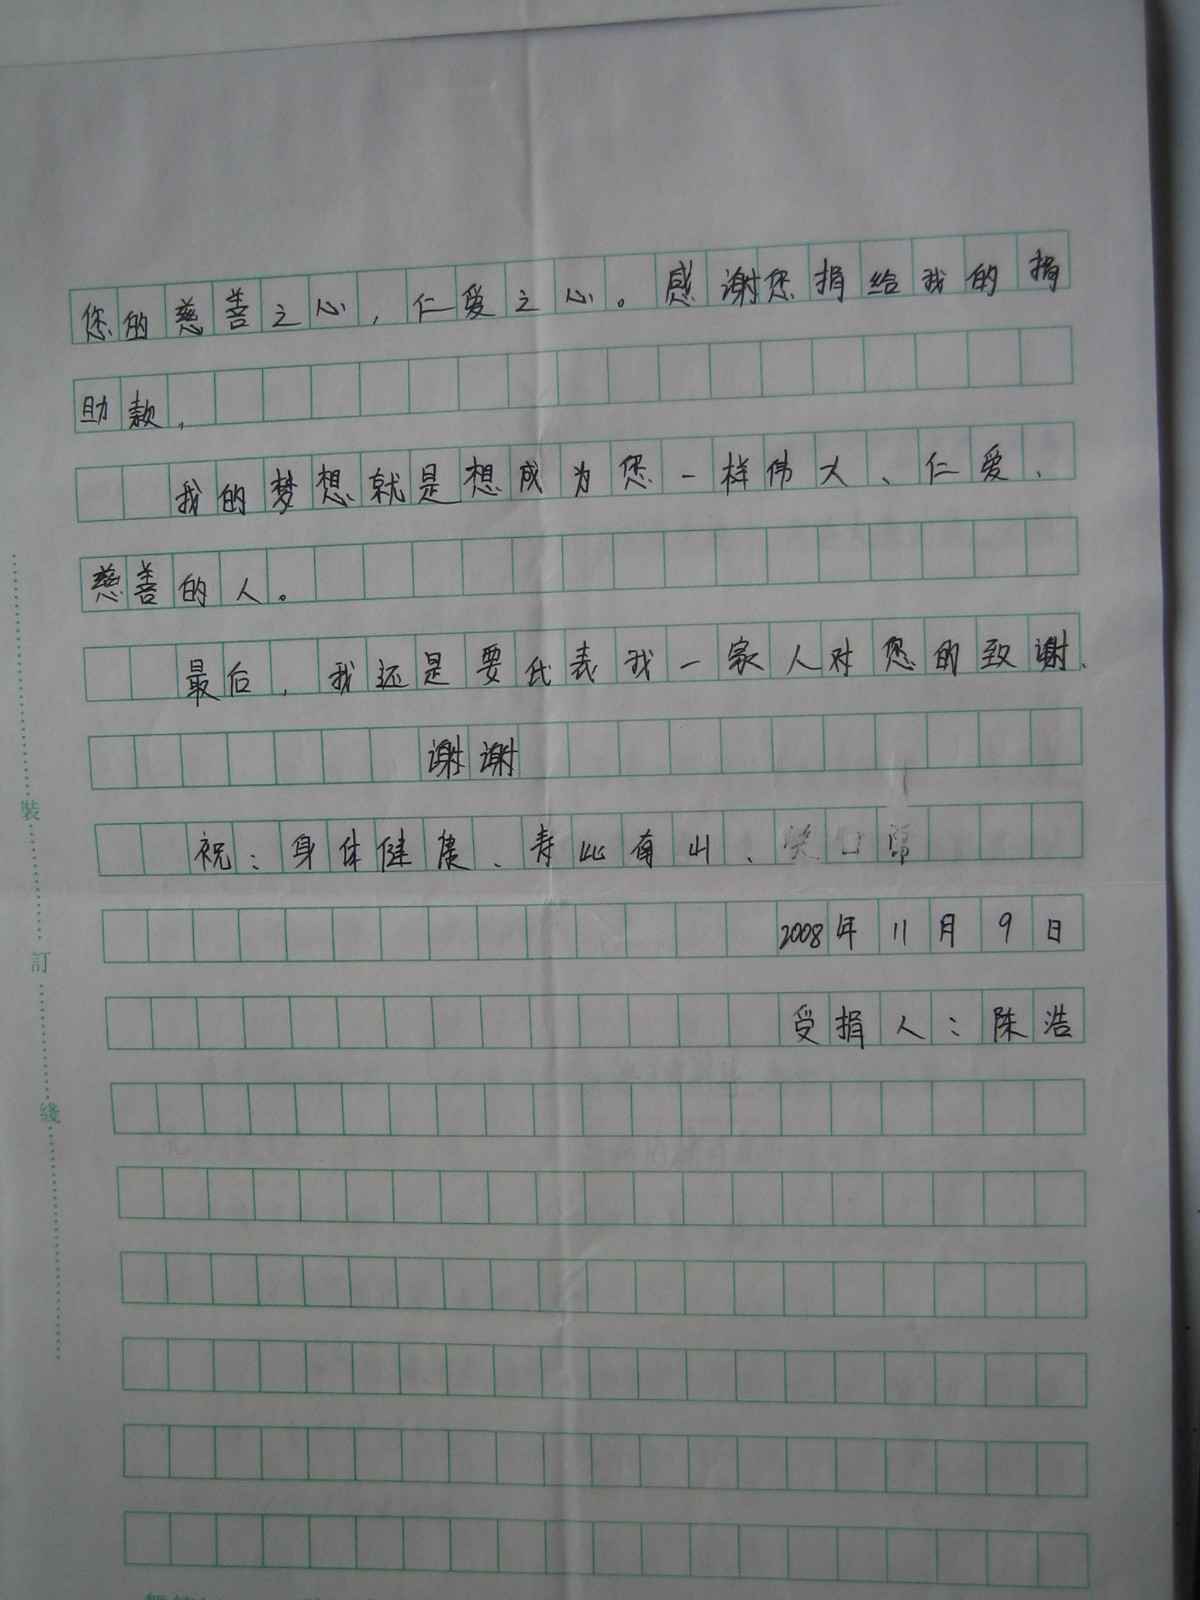 您的慈善之心，仁爱之心。感谢您捐给我的捐
助款，
我的梦想就是想成为您一样伟大、仁爱、
慈善的人。
最后，我还是要代表我一家人对您的致谢、
谢谢
祝：身体健康、寿比南山、笑口
2008年11月9日
受捐人：陈浩
裝
訂
綫